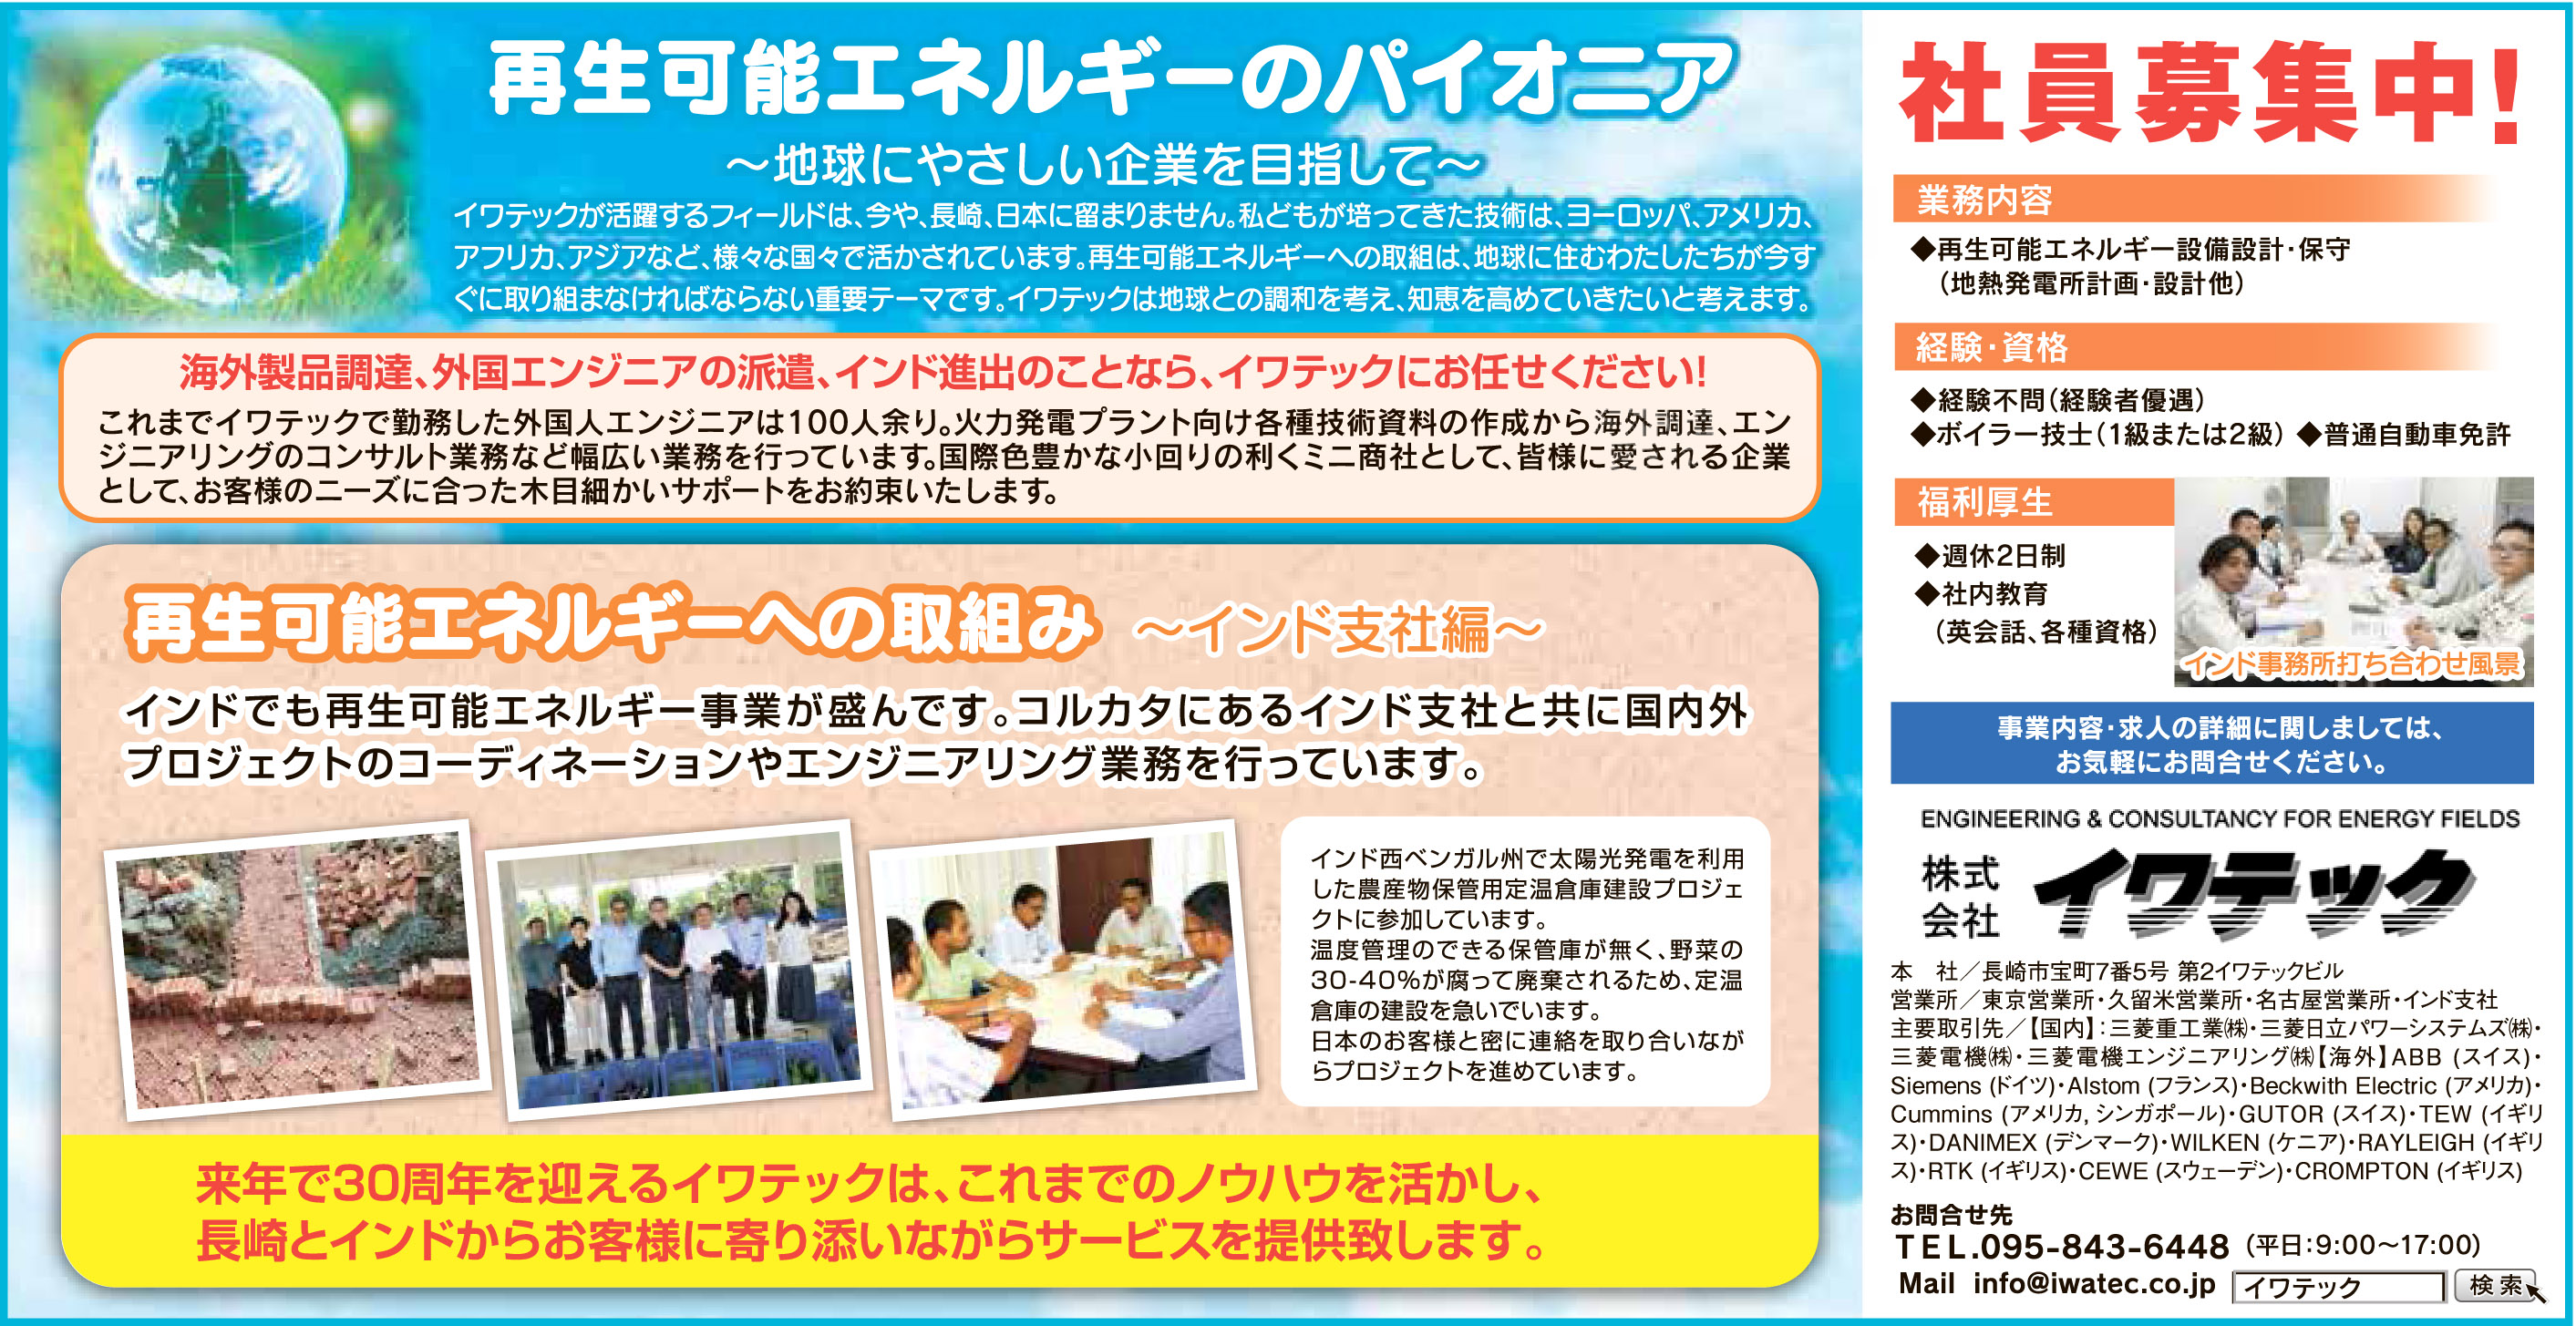 再生可能エネルギーのパイオニア
～地球にやさしい企業を目指して～
イワテックが活躍するフィールドは、今や、長崎、日本に留まりません。私どもが培ってきた技術は、ヨーロッパ、アメリカ、
アフリカ、アジアなど、様々な国々で活かされています。再生可能エネルギーへの取組は、地球に住むわたしたちが今す
ぐに取り組まなければならない重要テーマです。イワテックは地球との調和を考え、知恵を高めていきたいと考えます。
海外製品調達、外国エンジニアの派遣、インド進出のことなら、イワテックにお任せください!
これまでイワテックで勤務した外国人エンジニアは100人余り。火力発電プラント向け各種技術資料の作成から海外調達、エン
ジニアリングのコンサルト業務など幅広い業務を行っています。国際色豊かな小回りの利くミニ商社として、皆様に愛される企業
として、お客様のニーズに合った木目細かいサポートをお約束いたします。
再生可能エネルギーへの取組み ～インド支社編～
インドでも再生可能エネルギー事業が盛んです。コルカタにあるインド支社と共に国内外
プロジェクトのコーディネーションやエンジニアリング業務を行っています。
インド西ベンガル州で太陽光発電を利用
した農産物保管用定温倉庫建設プロジェ
クトに参加しています。
温度管理のできる保管庫が無く、野菜の
30-40%が腐って廃棄されるため、定温
倉庫の建設を急いでいます。
日本のお客様と密に連絡を取り合いなが
らプロジェクトを進めています。
来年で30周年を迎えるイワテックは、これまでのノウハウを活かし、
長崎とインドからお客様に寄り添いながらサービスを提供致します。
社員募集中!
業務内容
◆再生可能エネルギー設備設計・保守
（地熱発電所計画・設計他）
経験・資格
◆経験不問（経験者優遇）
◆ボイラー技士（1級または2級） ◆普通自動車免許
福利厚生
◆週休2日制
◆社内教育
（英会話、各種資格）
インド事務所打ち合わせ風景
事業内容・求人の詳細に関しましては、
お気軽にお問合せください。
ENGINEERING & CONSULTANCY FOR ENERGY FIELDS
株式会社 イワテック
本　社／長崎市宝町7番5号 第2イワテックビル
営業所／東京営業所・久留米営業所・名古屋営業所・インド支社
主要取引先／【国内】：三菱重工業㈱・三菱日立パワーシステムズ㈱・
三菱電機㈱・三菱電機エンジニアリング㈱【海外】ABB (スイス)・
Siemens (ドイツ)・Alstom (フランス)・Beckwith Electric (アメリカ)・
Cummins (アメリカ, シンガポール)・GUTOR (スイス)・TEW (イギリ
ス)・DANIMEX (デンマーク)・WILKEN (ケニア)・RAYLEIGH (イギリ
ス)・RTK (イギリス)・CEWE (スウェーデン)・CROMPTON (イギリス)
お問合せ先
TEL.095-843-6448（平日：9:00～17:00）
Mail info@iwatec.co.jp イワテック 検索